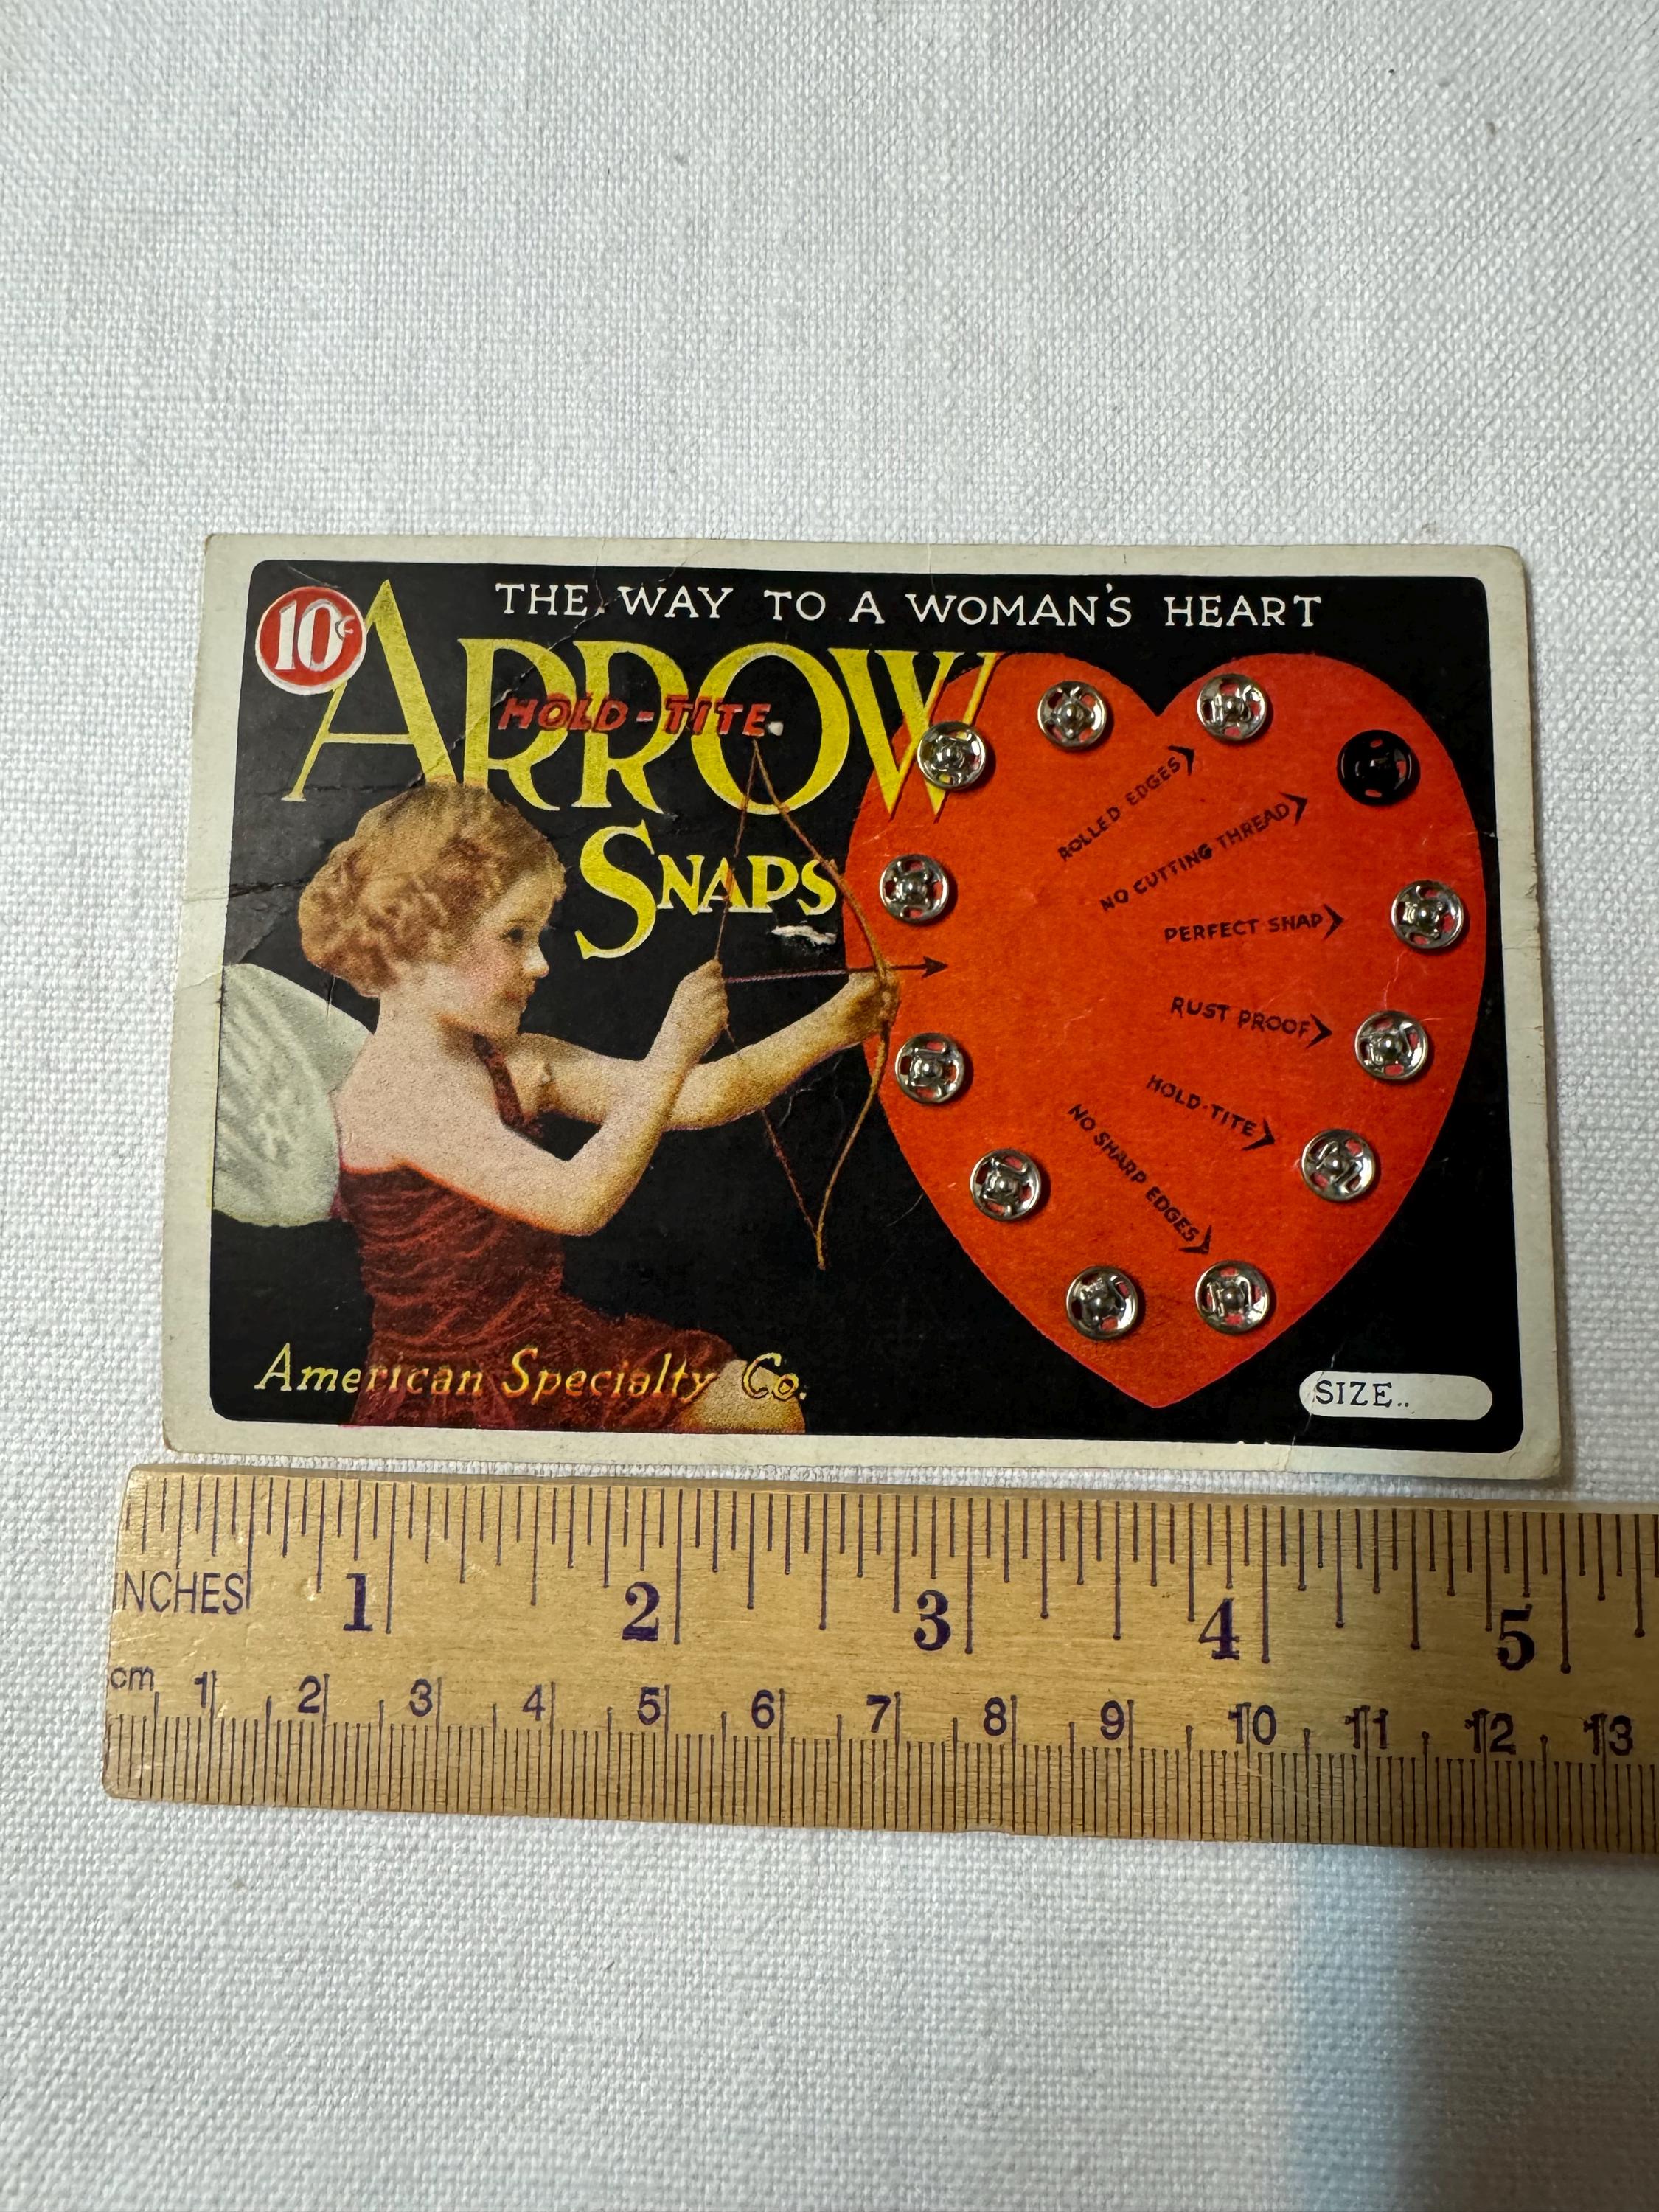 10¢
THE WAY TO A WOMAN'S HEART
ARROW
HOLD-TITE
SNAPS
ROLLED EDGES
NO CUTTING THREAD
PERFECT SNAP
RUST PROOF
HOLD-TITE
NO SHARP EDGES
American Specialty Co.
SIZE..
INCHES 1 2 3 4 5
cm 1 2 3 4 5 6 7 8 9 10 11 12 13